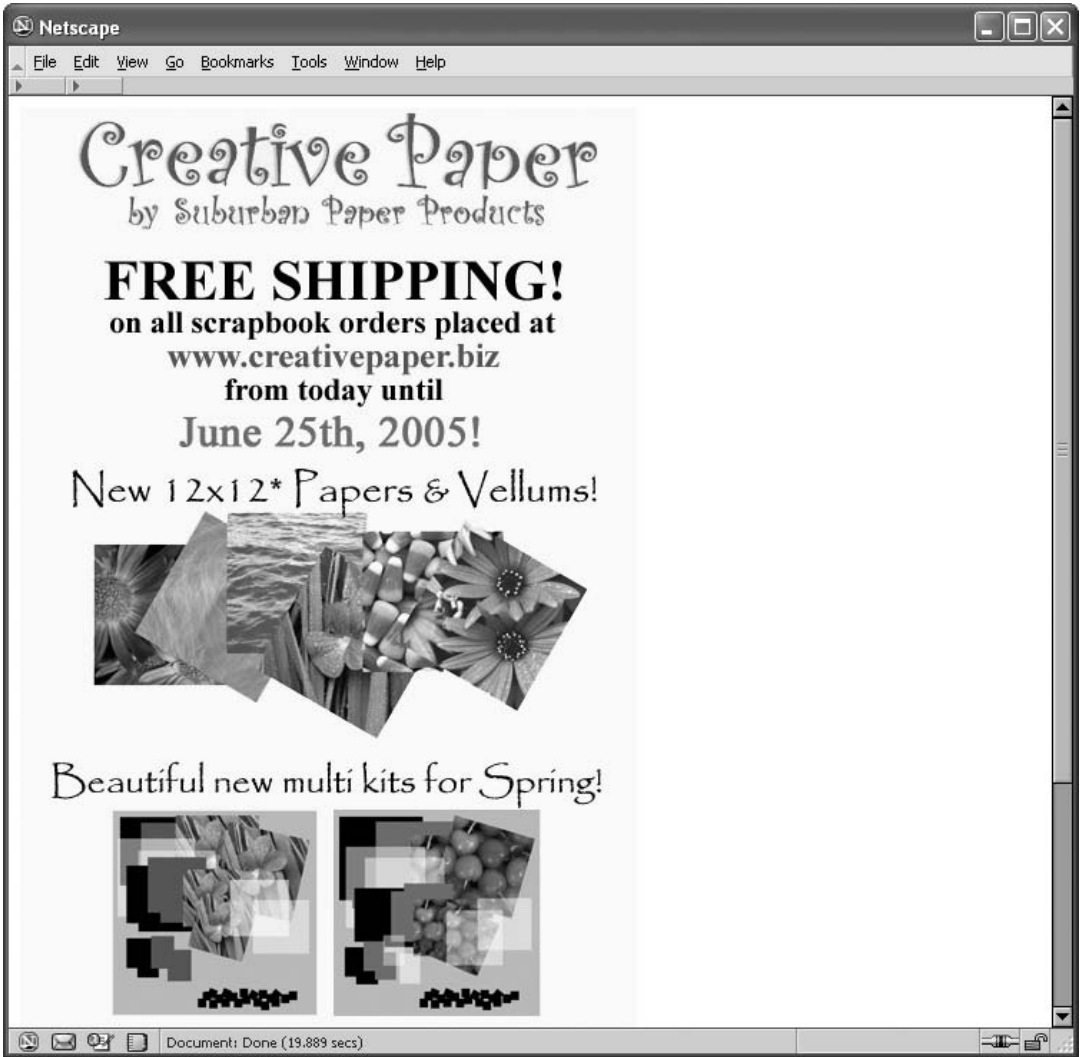 Netscape
File Edit View Go Bookmarks Tools Window Help
Creative Paper
by Suburban Paper Products
FREE SHIPPING!
on all scrapbook orders placed at
www.creativepaper.biz
from today until
June 25th, 2005!
New 12x12* Papers & Vellums!
Beautiful new multi kits for Spring!
Document: Done (19.889 secs)